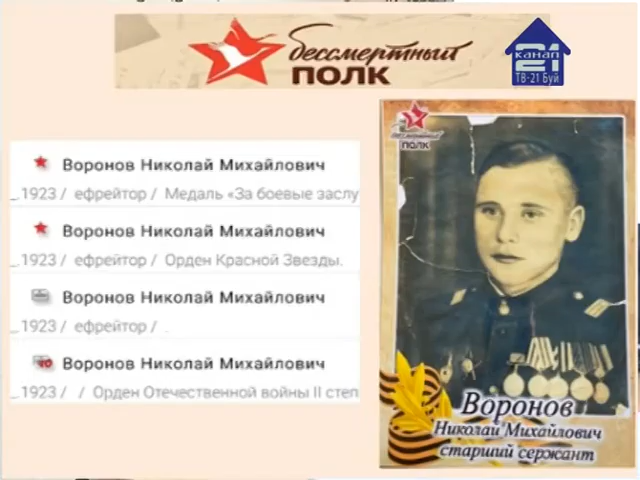 бессмертный
ПОЛК
канал
21
ТВ-21 Буй
Воронов Николай Михайлович
1923 / ефрейтор / Медаль «За боевые заслу
Воронов Николай Михайлович
1923 / ефрейтор / Орден Красной Звезды.
Воронов Николай Михайлович
1923 / ефрейтор /
Воронов Николай Михайлович
1923 / / Орден Отечественной войны II степ
бессмертный
ПОЛК
Воронов
Николай Михайлович
старший сержант